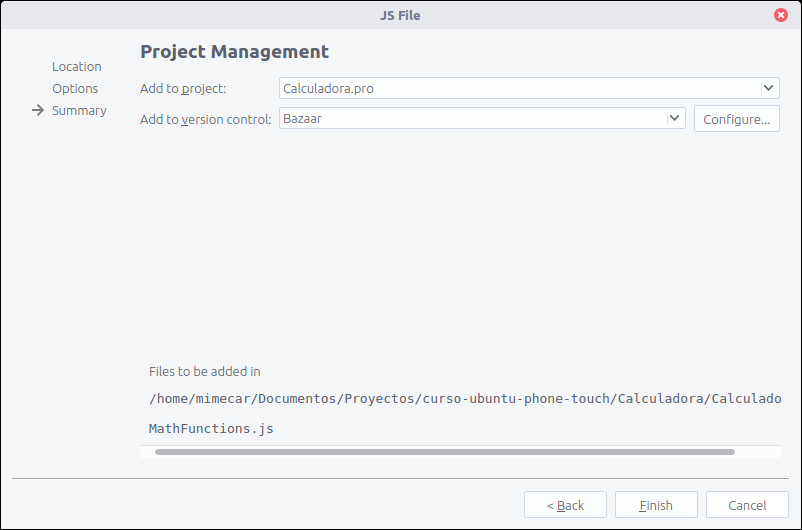 JS File
Project Management
Location
Options
Summary
Add to project: Calculadora.pro
Add to version control: Bazaar Configure...
Files to be added in
/home/mimecar/Documentos/Proyectos/curso-ubuntu-phone-touch/Calculadora/Calculado
MathFunctions.js
< Back Finish Cancel